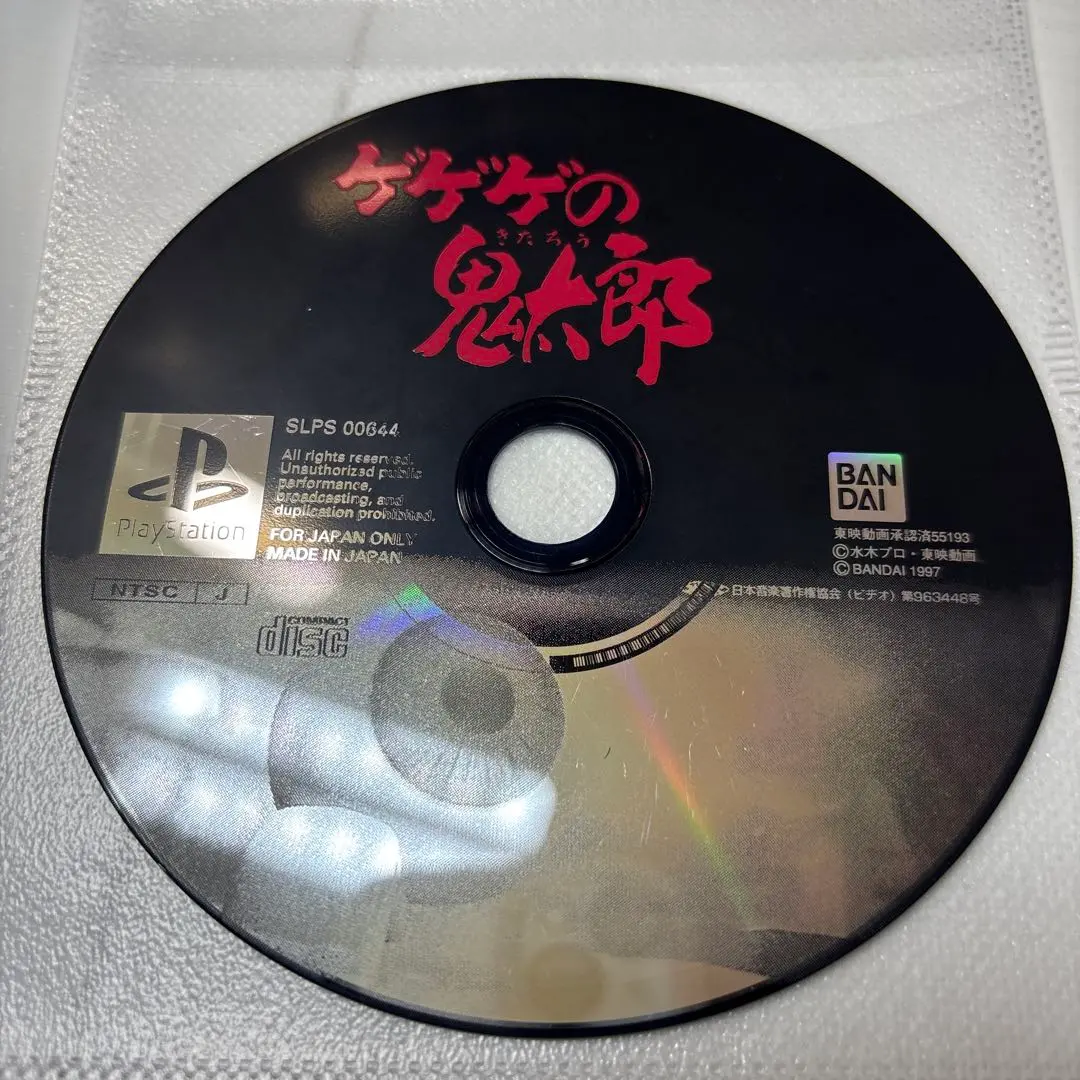 ゲゲゲの
きたろう
鬼太郎
SLPS 00644
All rights reserved.
Unauthorized public
performance,
broadcasting, and
duplication prohibited.
FOR JAPAN ONLY
MADE IN JAPAN
PlayStation
NTSC J
COMPACT
disc
BAN
DAI
東映動画承認済55193
©水木プロ・東映動画
©BANDAI 1997
日本音楽著作権協会（ビデオ）第963448号